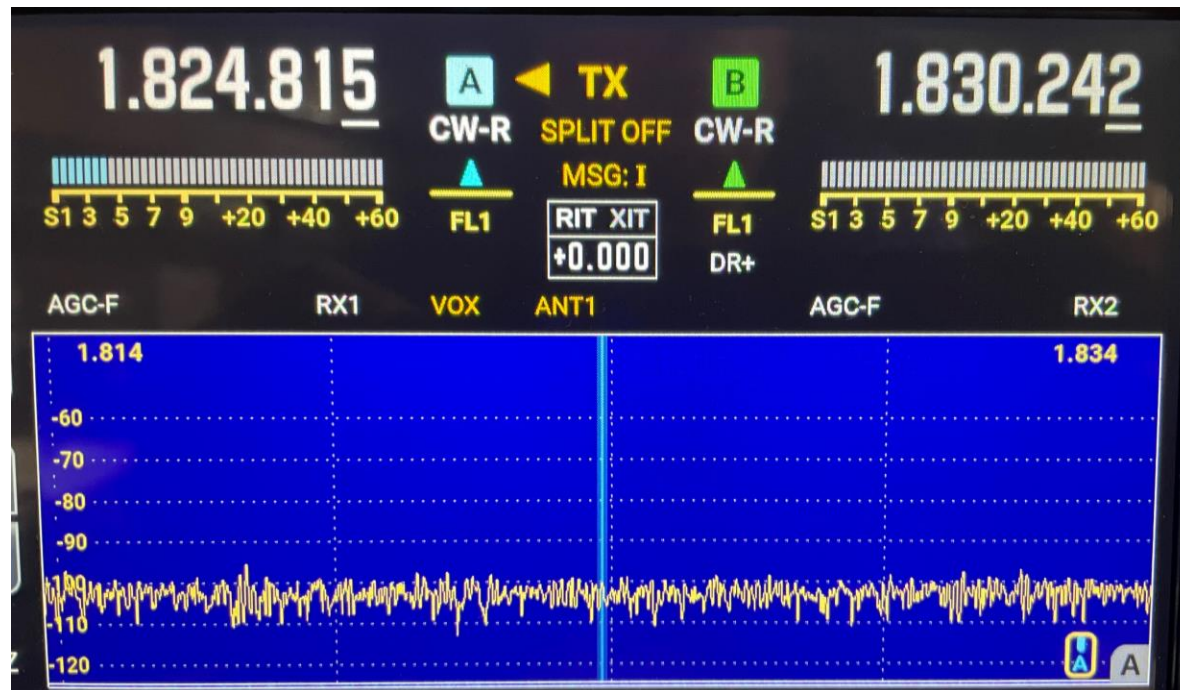 1.824.815 A TX B 1.830.242
CW-R SPLIT OFF CW-R
MSG: I
S1 3 5 7 9 +20 +40 +60 FL1 RIT XIT FL1 S1 3 5 7 9 +20 +40 +60
+0.000 DR+
AGC-F RX1 VOX ANT1 AGC-F RX2
1.814 1.834
-60
-70
-80
-90
-100
-110
-120
A
A
Z